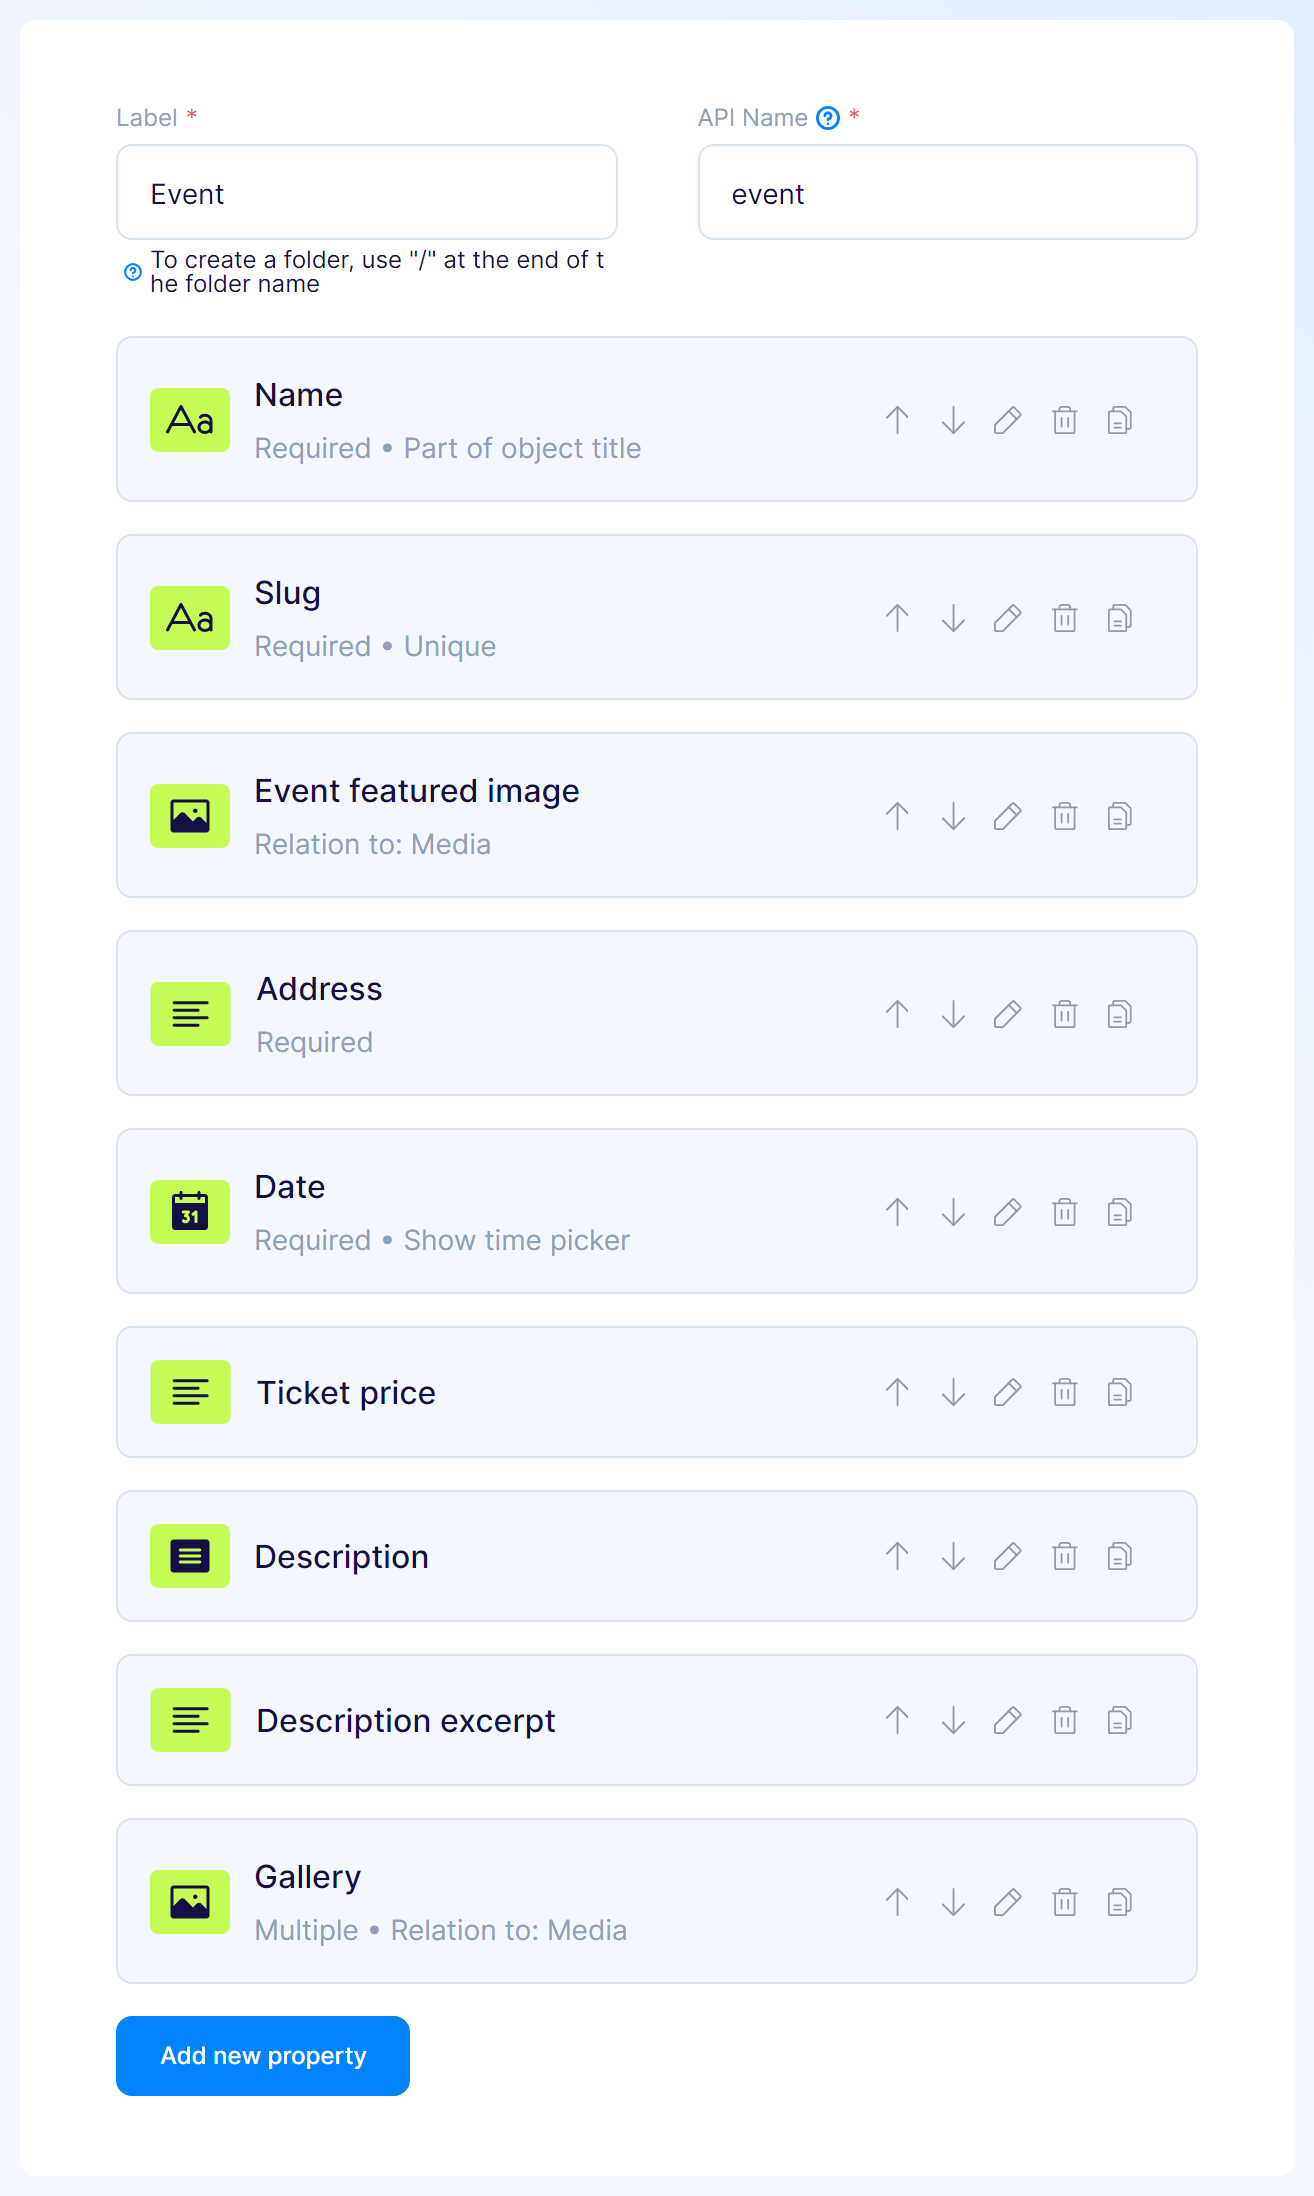 Label *
API Name ? *
Event
event
? To create a folder, use "/" at the end of t
he folder name
Aa
Name
Required • Part of object title
Aa
Slug
Required • Unique
Event featured image
Relation to: Media
Address
Required
31
Date
Required • Show time picker
Ticket price
Description
Description excerpt
Gallery
Multiple • Relation to: Media
Add new property